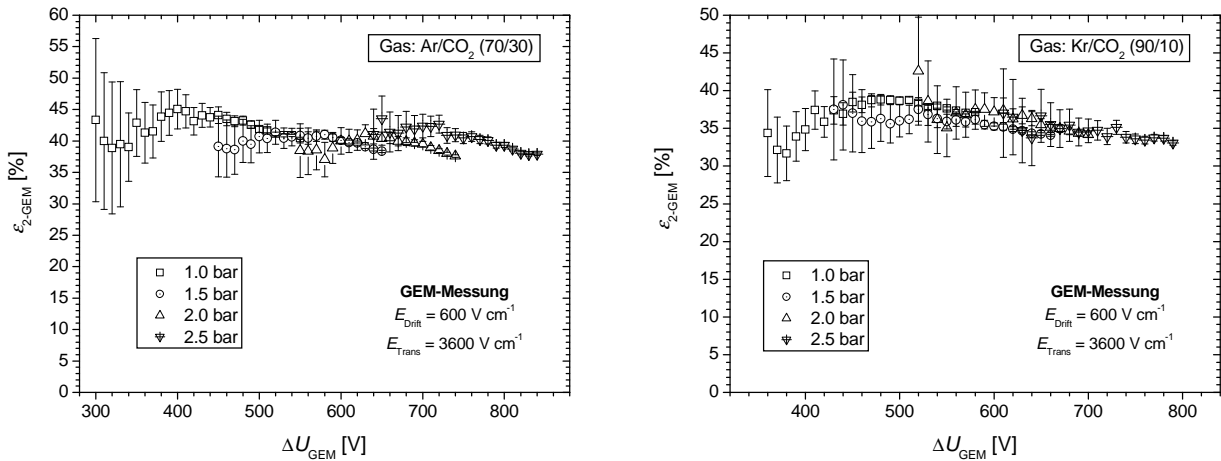 60
55
50
45
40
35
30
25
20
15
10
5
0
ε2-GEM [%]
Gas: Ar/CO2 (70/30)
1.0 bar
1.5 bar
2.0 bar
2.5 bar
GEM-Messung
EDrift = 600 V cm-1
ETrans = 3600 V cm-1
300 400 500 600 700 800
ΔUGEM [V]
50
45
40
35
30
25
20
15
10
5
0
ε2-GEM [%]
Gas: Kr/CO2 (90/10)
1.0 bar
1.5 bar
2.0 bar
2.5 bar
GEM-Messung
EDrift = 600 V cm-1
ETrans = 3600 V cm-1
400 500 600 700 800
ΔUGEM [V]